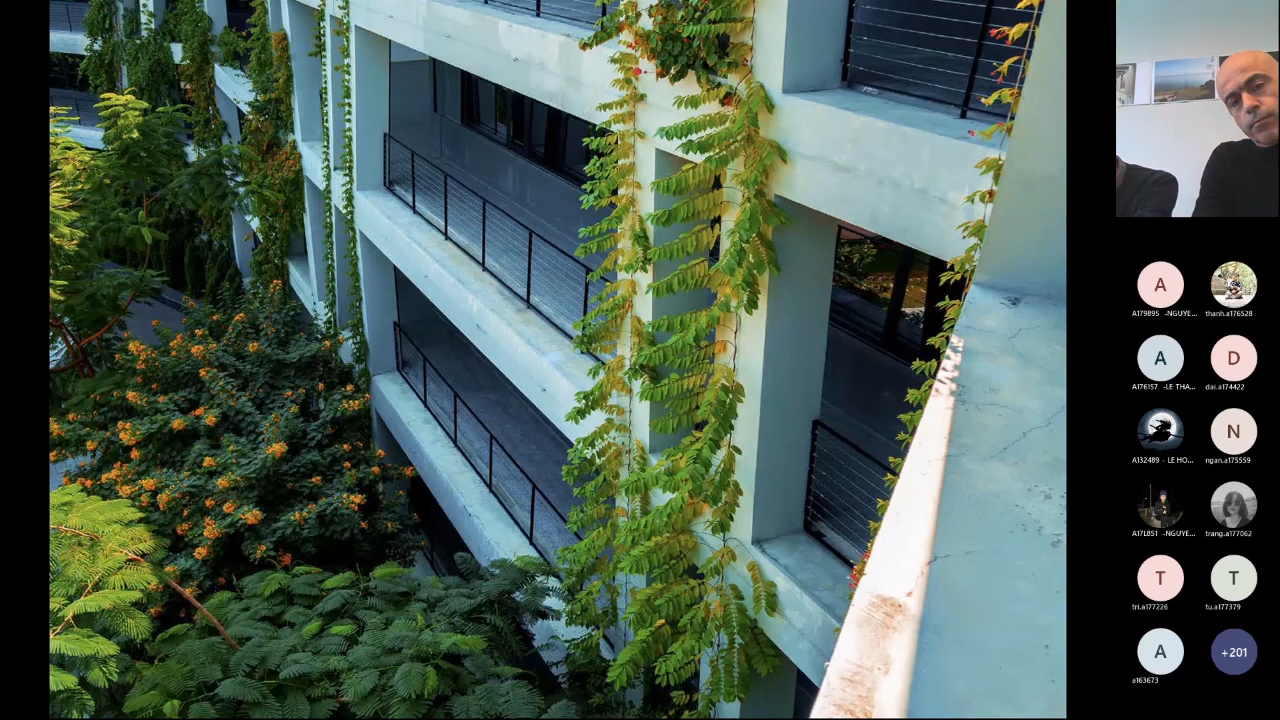 A
A179895 -NGUYE...
thanh.a176528
A
A176157 -LE THA...
D
dai.a174422
A132489 - LE HO...
N
ngan.a175559
A17L851 -NGUYE...
trang.a177062
T
tri.a177226
T
tu.a177379
A
a163673
+201